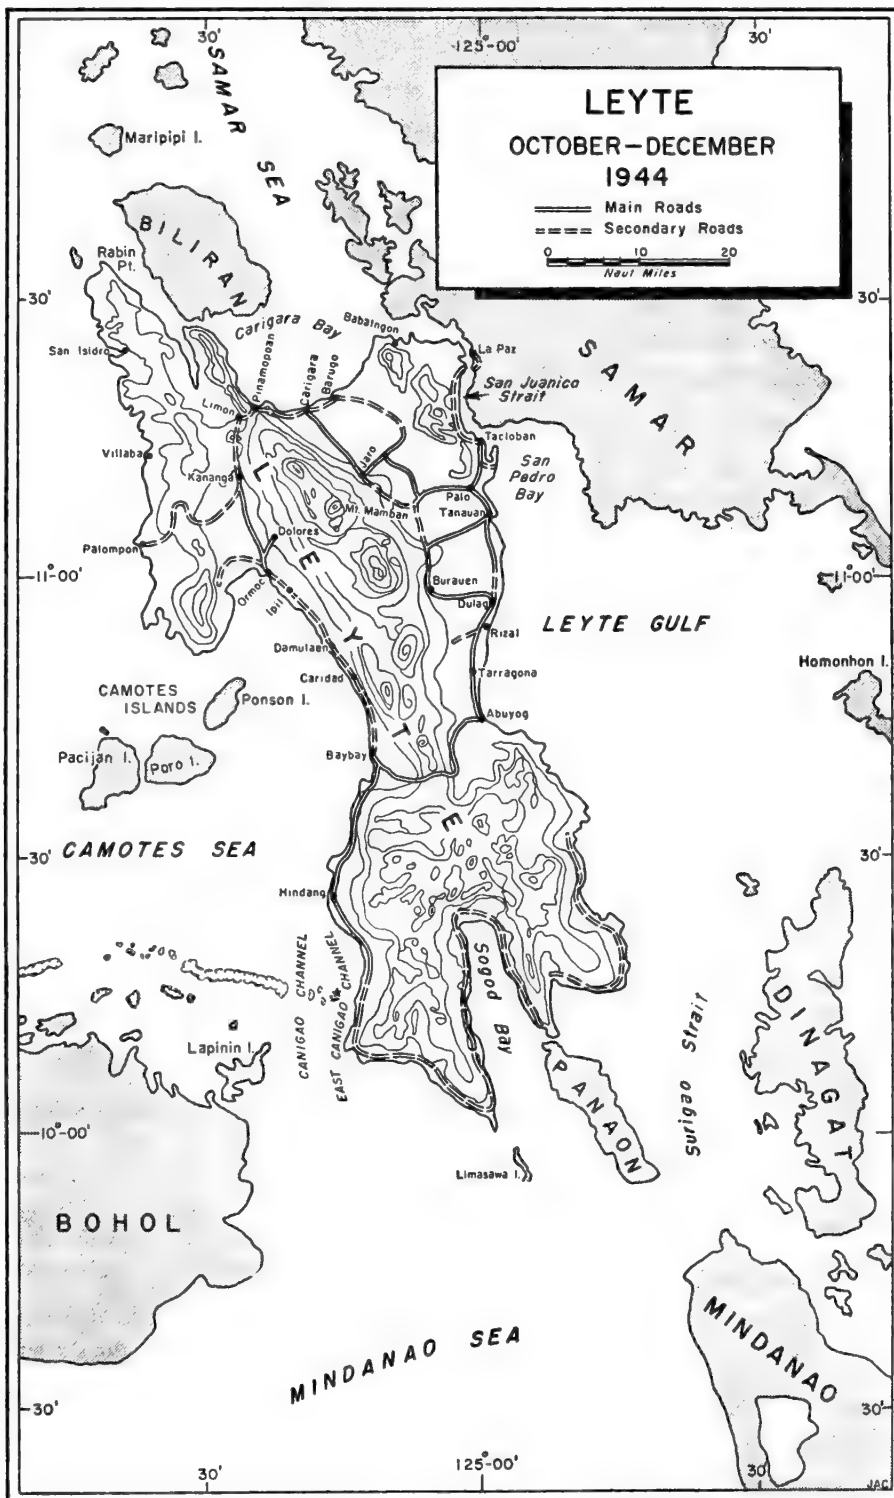 30'
125°-00'
30'
LEYTE
OCTOBER-DECEMBER
1944
Main Roads
Secondary Roads
0 10 20
Naut Miles
SAMAR SEA
Maripipi I.
BILIRAN
Rabin
Pt.
30'
30'
Carigara Bay
Babatngon
La Paz
San Isidro
Pinamopoan
Carigara
Barugo
San Juanico
Strait
SAMAR
Limon
Tacloban
Villaba
Jaro
San
Pedro
Bay
Kananga
Palo
Mt. Mamban
Tanauan
Dolores
Palompon
11°-00'
11°-00'
LEYTE
Ormoc
Ipil
Burauen
Dulag
LEYTE GULF
Rizal
Damulaan
Caridad
Tarragona
Homonhon I.
CAMOTES
ISLANDS
Ponson I.
Abuyog
Pacijan I.
Poro I.
Baybay
CAMOTES SEA
30'
30'
Hindang
CANIGAO CHANNEL
EAST CANIGAO CHANNEL
Sogod Bay
Lapinin I.
Surigao Strait
DINAGAT
PANAON
10°-00'
Limasawa I.
BOHOL
MINDANAO SEA
MINDANAO
30'
30'
30'
125°-00'
30'
JAC